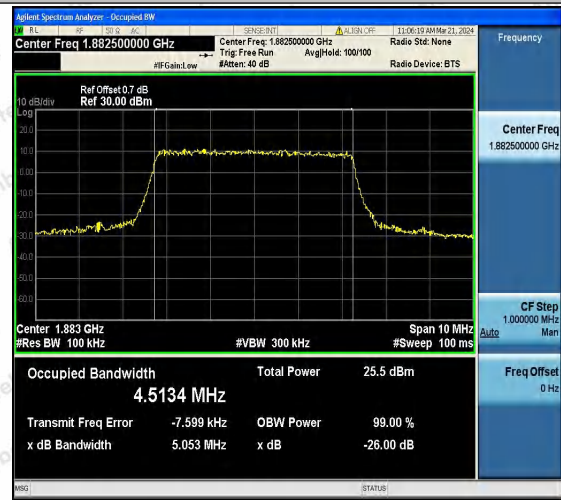 Agilent Spectrum Analyzer - Occupied BW
RL RF 50 Ω AC SENSE:INT ALIGN OFF 11:06:19 AM Mar 21, 2024
Center Freq 1.882500000 GHz
Center Freq: 1.882500000 GHz
Radio Std: None
Trig: Free Run Avg|Hold: 100/100
#IFGain:Low #Atten: 40 dB Radio Device: BTS
Frequency
Ref Offset 0.7 dB
10 dB/div Ref 30.00 dBm
Log
20.0
10.0
0.00
-10.0
-20.0
-30.0
-40.0
-50.0
-60.0
Center 1.883 GHz Span 10 MHz
#Res BW 100 kHz #VBW 300 kHz #Sweep 100 ms
Center Freq
1.882500000 GHz
CF Step
1.000000 MHz
Auto Man
Freq Offset
0 Hz
Occupied Bandwidth Total Power 25.5 dBm
4.5134 MHz
Transmit Freq Error -7.599 kHz OBW Power 99.00 %
x dB Bandwidth 5.053 MHz x dB -26.00 dB
MSG STATUS